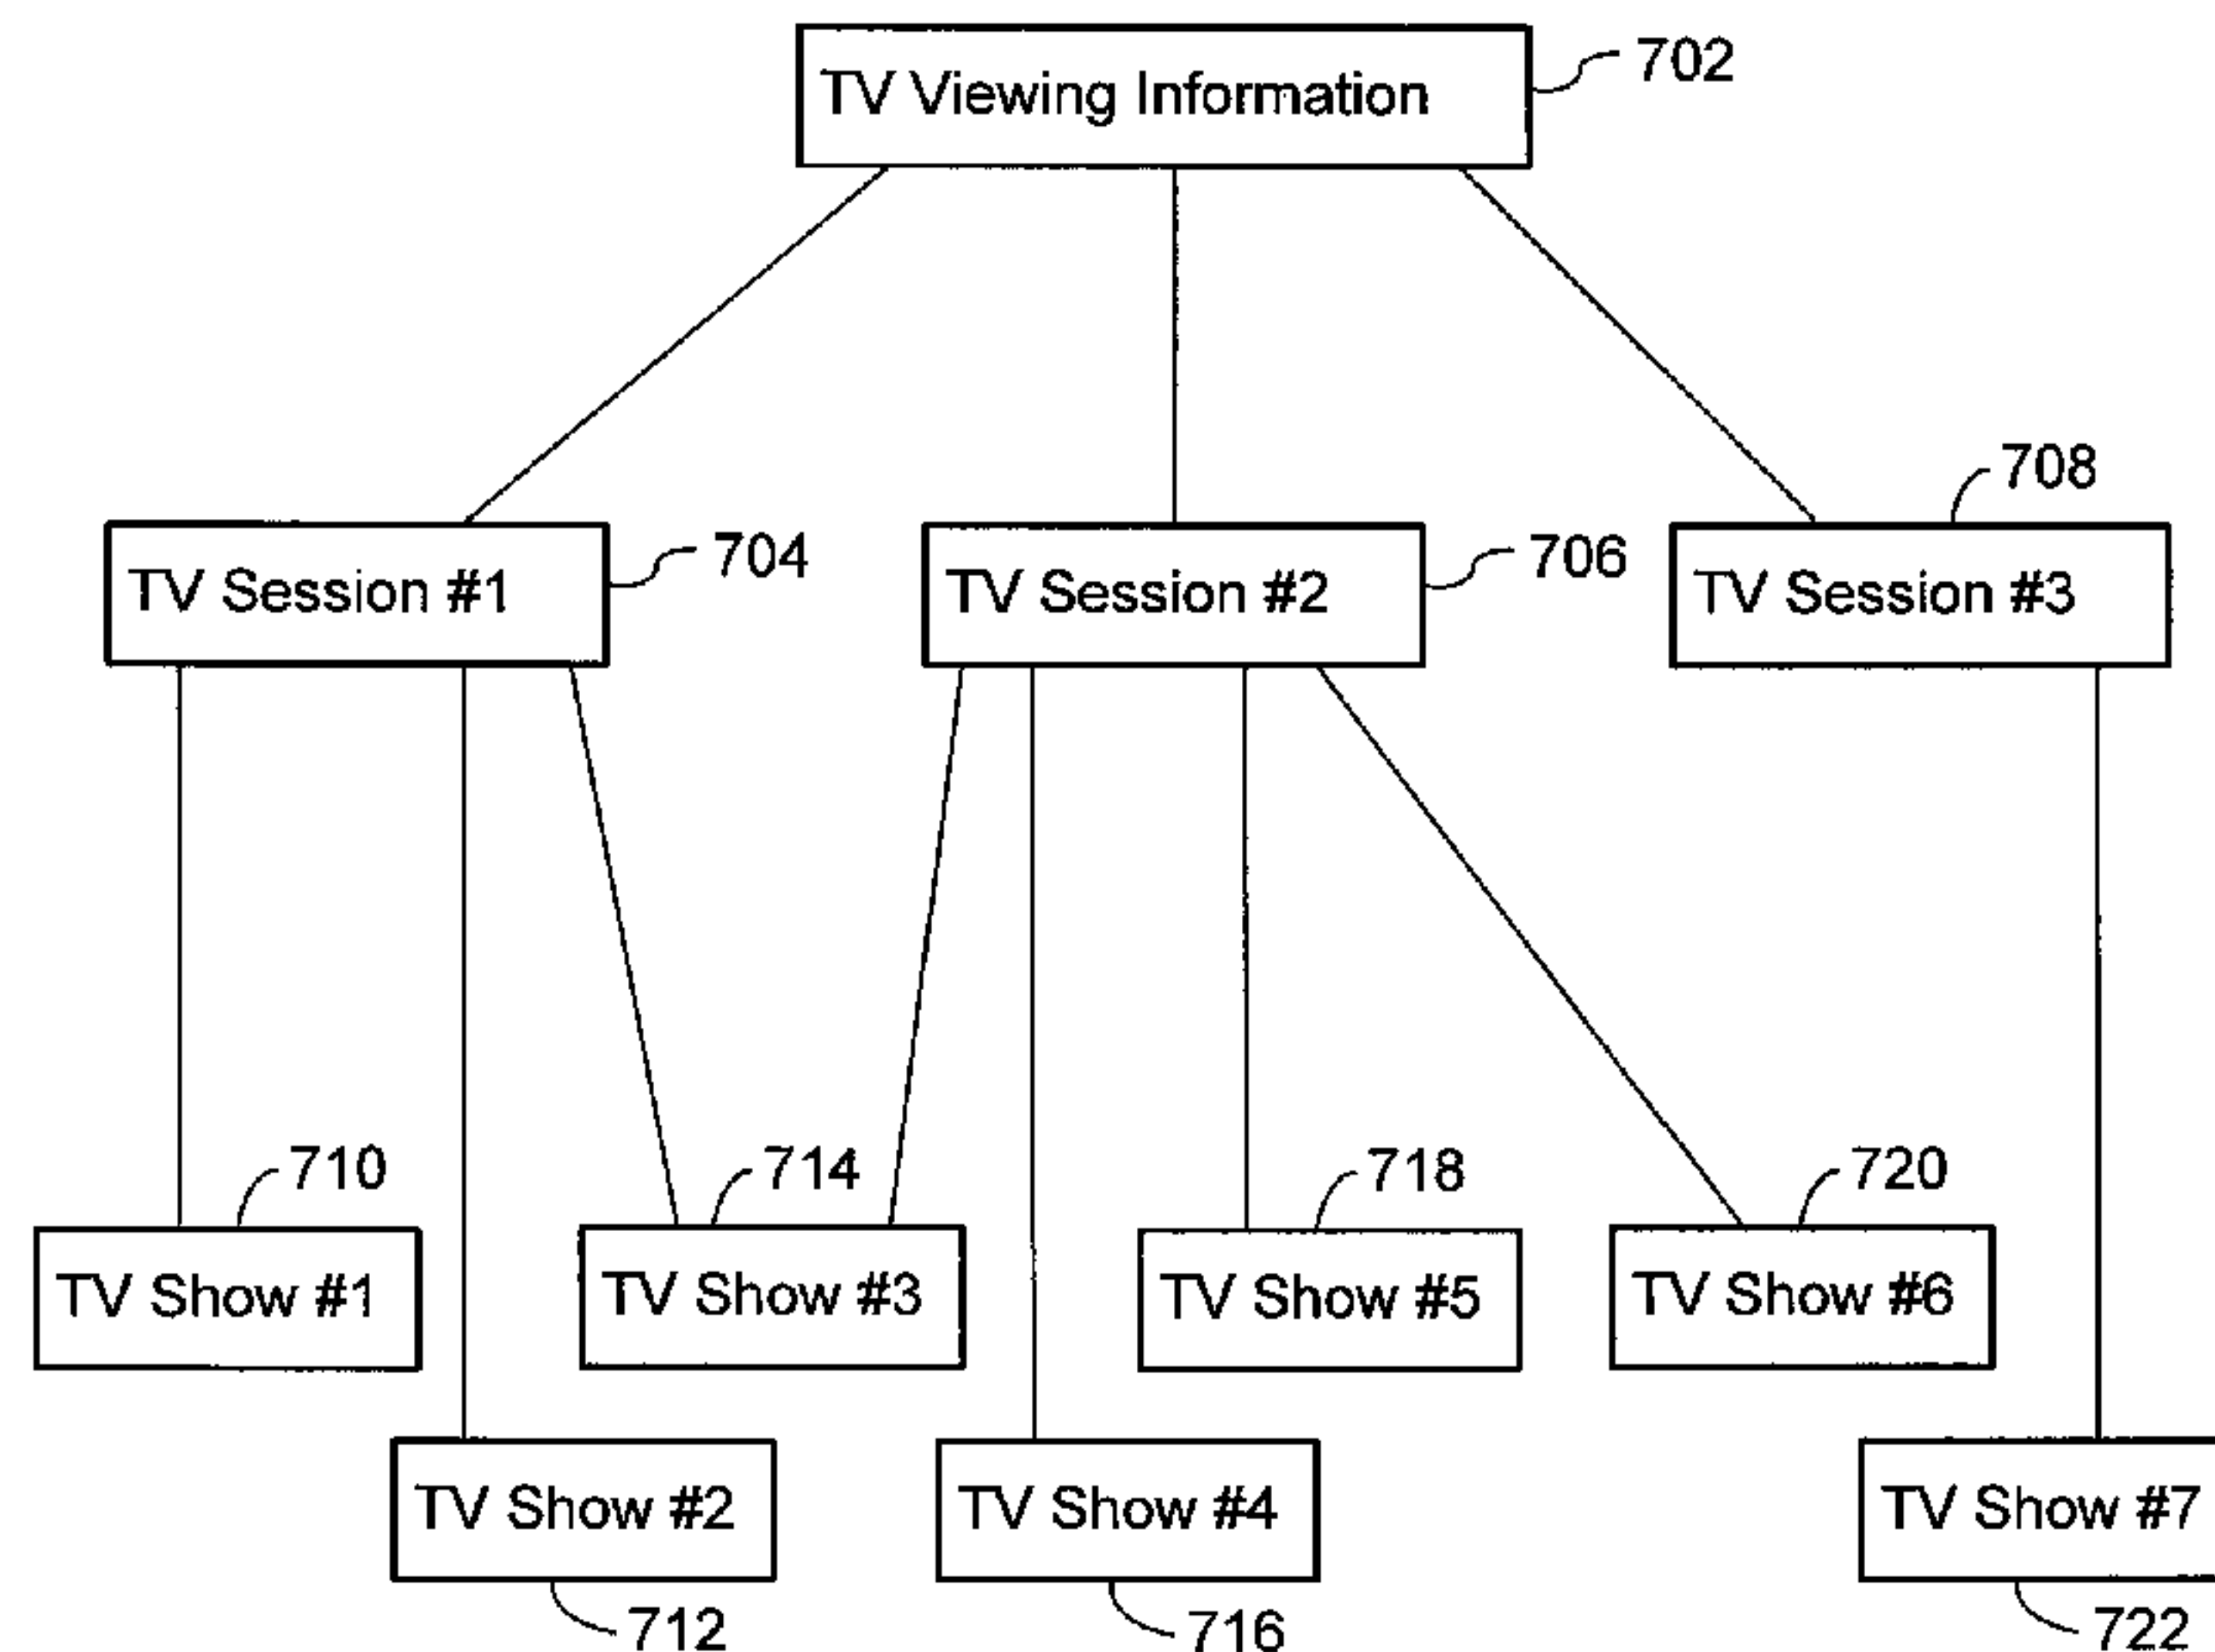 TV Viewing Information
702
708
TV Session #1
704
TV Session #2
706
TV Session #3
710
714
718
720
TV Show #1
TV Show #3
TV Show #5
TV Show #6
TV Show #2
TV Show #4
TV Show #7
712
716
722